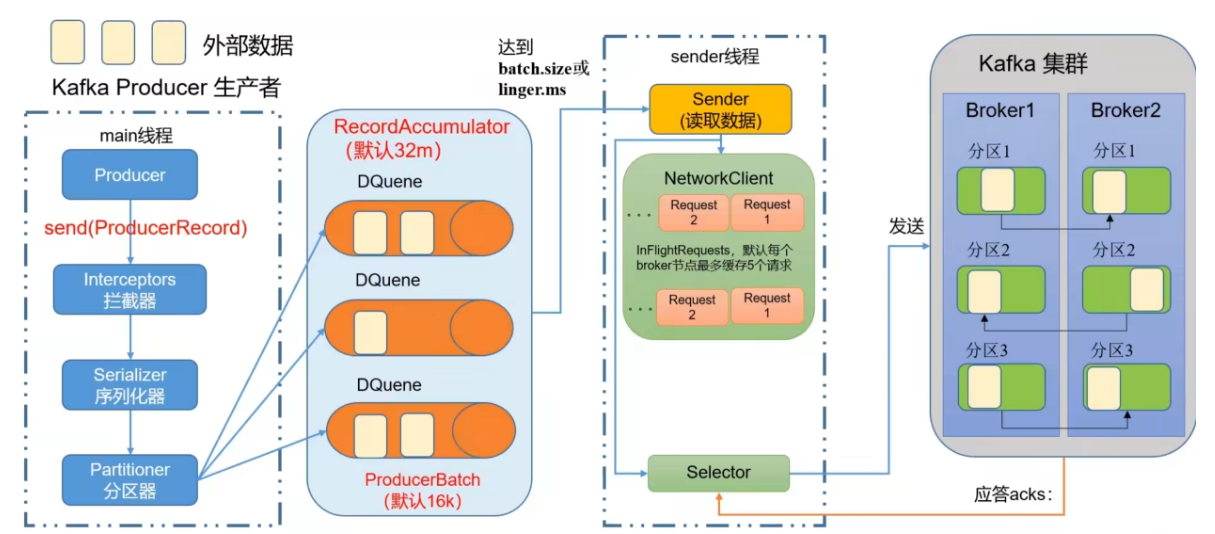 外部数据
Kafka Producer 生产者
main线程
Producer
send(ProducerRecord)
Interceptors
拦截器
Serializer
序列化器
Partitioner
分区器
RecordAccumulator
(默认32m)
DQuene
DQuene
DQuene
ProducerBatch
(默认16k)
达到
batch.size或
linger.ms
sender线程
Sender
(读取数据)
NetworkClient
... Request 2 Request 1
InFlightRequests，默认每个
broker节点最多缓存5个请求
... Request 2 Request 1
Selector
发送
Kafka 集群
Broker1 Broker2
分区1 分区1
分区2 分区2
分区3 分区3
应答acks：